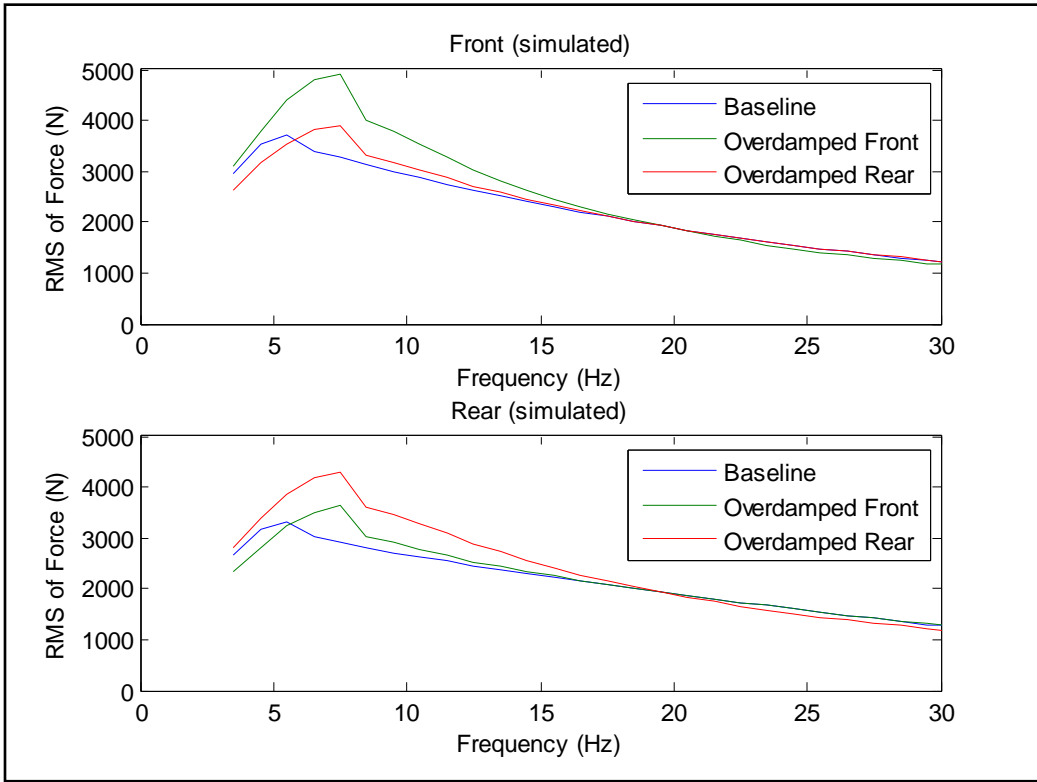 Front (simulated)
5000
4000
3000
2000
1000
0
RMS of Force (N)
Baseline
Overdamped Front
Overdamped Rear
0 5 10 15 20 25 30
Frequency (Hz)
Rear (simulated)
5000
4000
3000
2000
1000
0
RMS of Force (N)
Baseline
Overdamped Front
Overdamped Rear
0 5 10 15 20 25 30
Frequency (Hz)